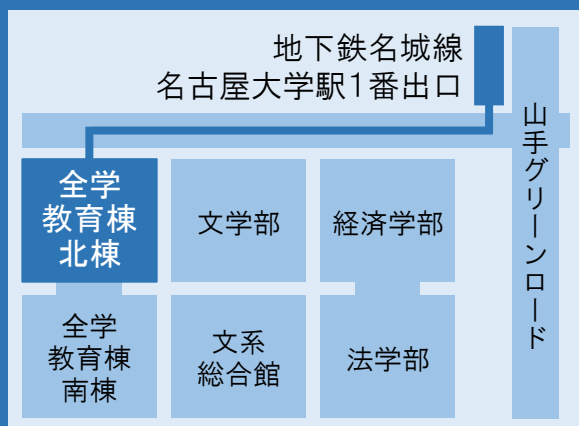 地下鉄名城線
名古屋大学駅1番出口
山手グリーンロード
全学
教育棟
北棟
文学部
経済学部
全学
教育棟
南棟
文系
総合館
法学部